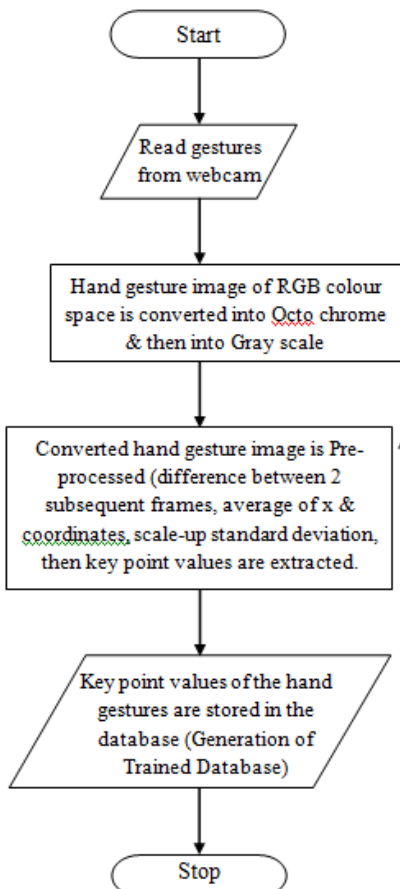 Start
Read gestures
from webcam
Hand gesture image of RGB colour
space is converted into Octo chrome
& then into Gray scale
Converted hand gesture image is Pre-
processed (difference between 2
subsequent frames, average of x &
coordinates, scale-up standard deviation,
then key point values are extracted.
Key point values of the hand
gestures are stored in the
database (Generation of
Trained Database)
Stop